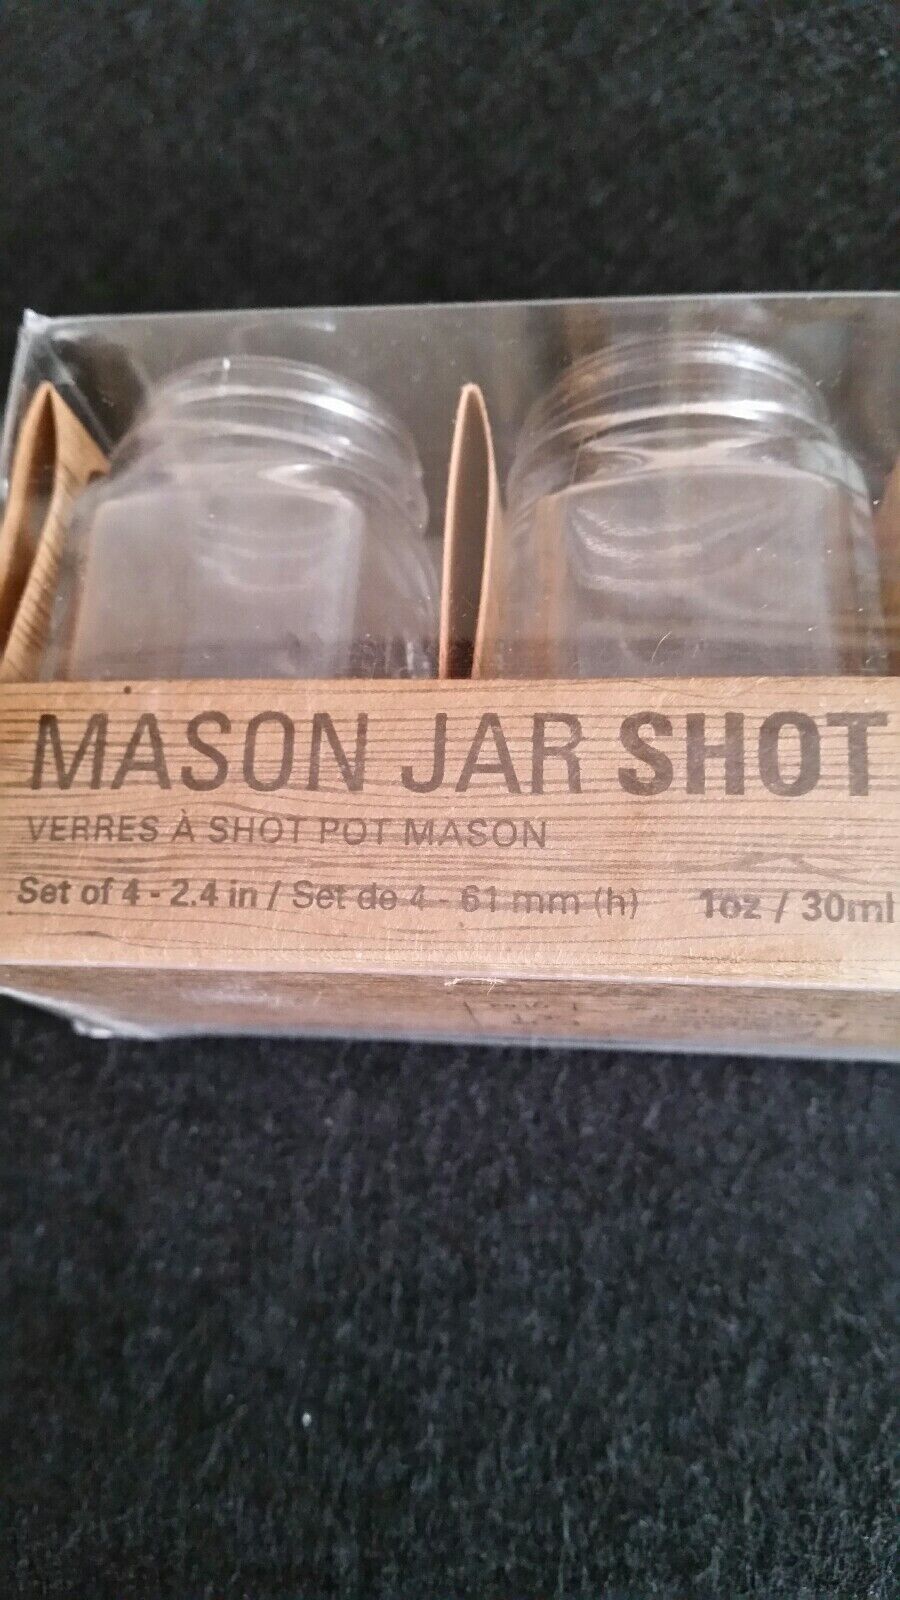 MASON JAR SHOT
VERRES À SHOT POT MASON
Set of 4 - 2.4 in / Set de 4 - 61 mm (h) 1oz / 30ml